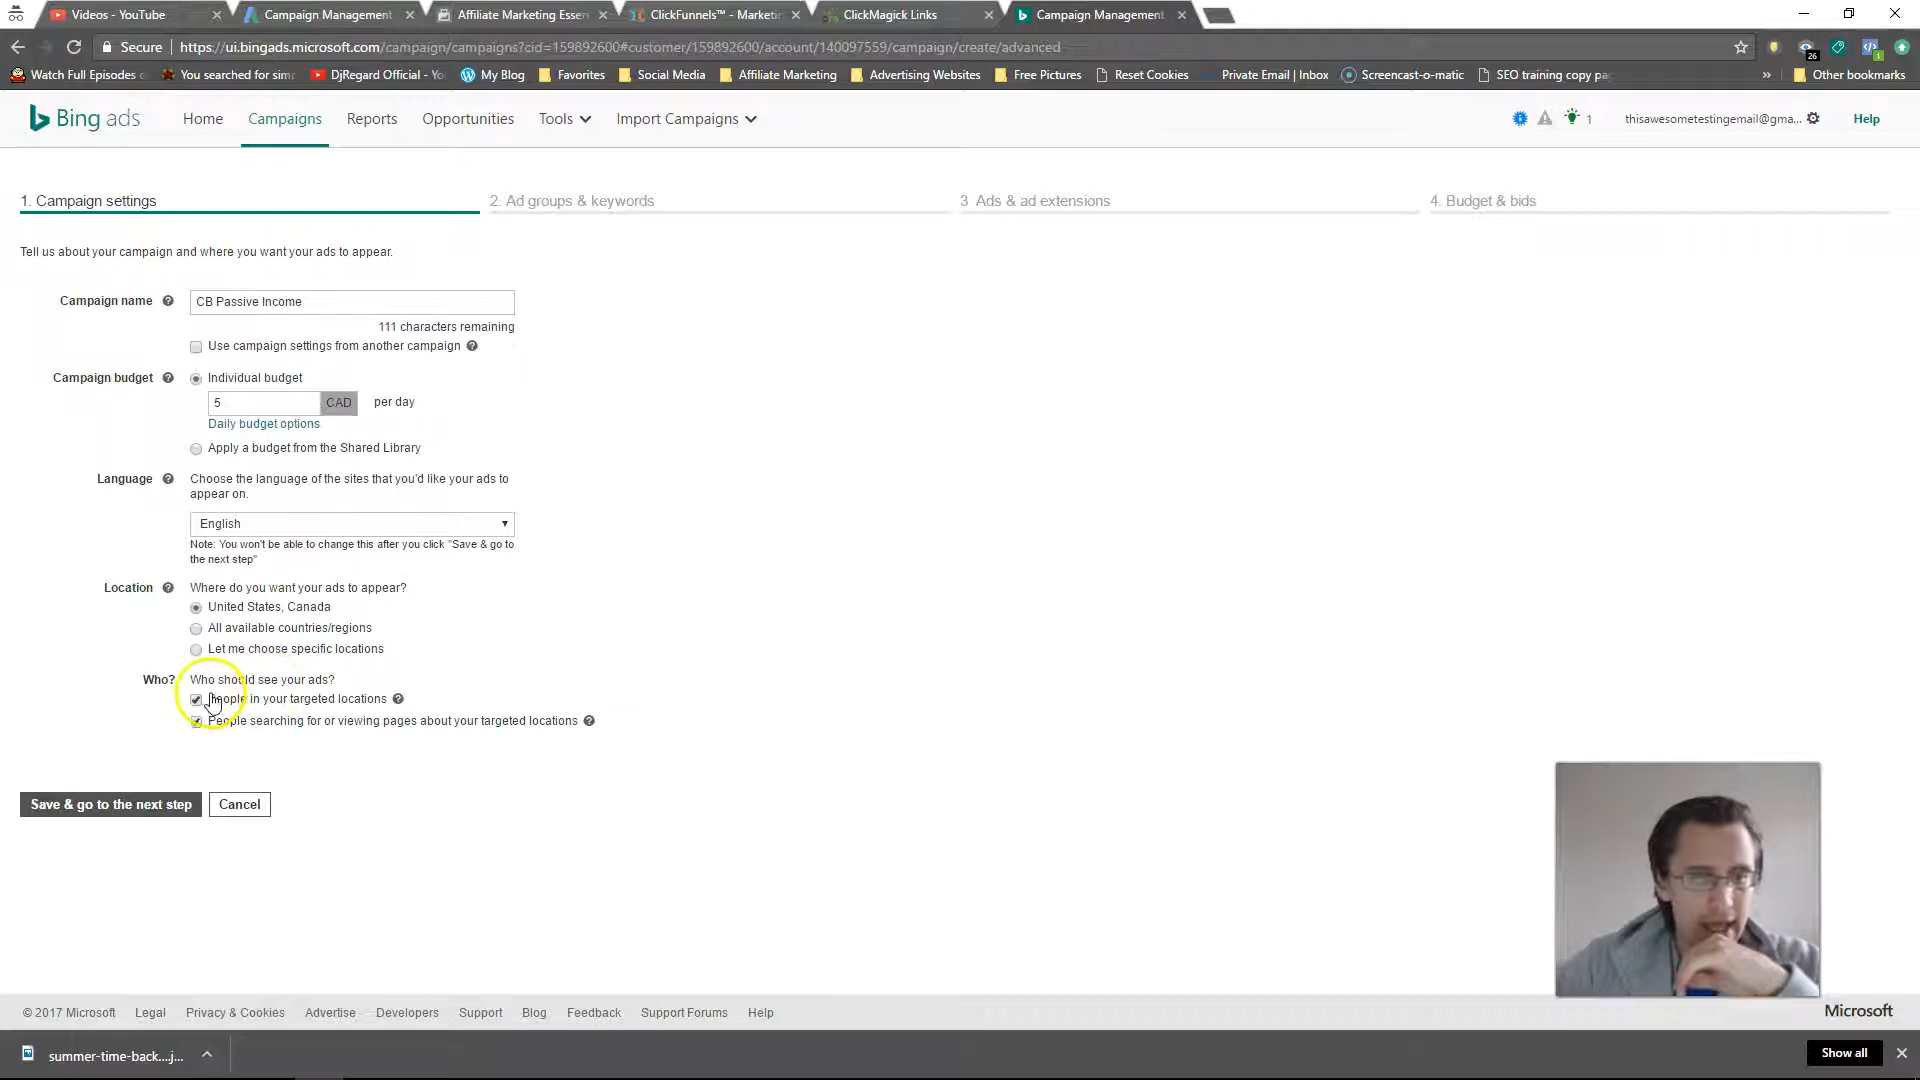 Videos - YouTube
Campaign Management
Affiliate Marketing Essen
ClickFunnels™ - Marketin
ClickMagick Links
Campaign Management
Secure
https://ui.bingads.microsoft.com/campaign/campaigns?cid=159892600#customer/159892600/account/140097559/campaign/create/advanced
26
1
Watch Full Episodes
You searched for sim
DjRegard Official - Yo
My Blog
Favorites
Social Media
Affiliate Marketing
Advertising Websites
Free Pictures
Reset Cookies
Private Email | Inbox
Screencast-o-matic
SEO training copy pa
»
Other bookmarks
Bing ads
Home
Campaigns
Reports
Opportunities
Tools
Import Campaigns
1
thisawesometestingemail@gma...
Help
1. Campaign settings
2. Ad groups & keywords
3 Ads & ad extensions
4. Budget & bids
Tell us about your campaign and where you want your ads to appear.
Campaign name
CB Passive Income
111 characters remaining
Use campaign settings from another campaign
Campaign budget
Individual budget
5 CAD per day
Daily budget options
Apply a budget from the Shared Library
Language
Choose the language of the sites that you'd like your ads to
appear on.
English
Note: You won't be able to change this after you click "Save & go to
the next step"
Location
Where do you want your ads to appear?
United States, Canada
All available countries/regions
Let me choose specific locations
Who?
Who should see your ads?
People in your targeted locations
People searching for or viewing pages about your targeted locations
Save & go to the next step
Cancel
© 2017 Microsoft
Legal
Privacy & Cookies
Advertise
Developers
Support
Blog
Feedback
Support Forums
Help
Microsoft
summer-time-back....j...
Show all